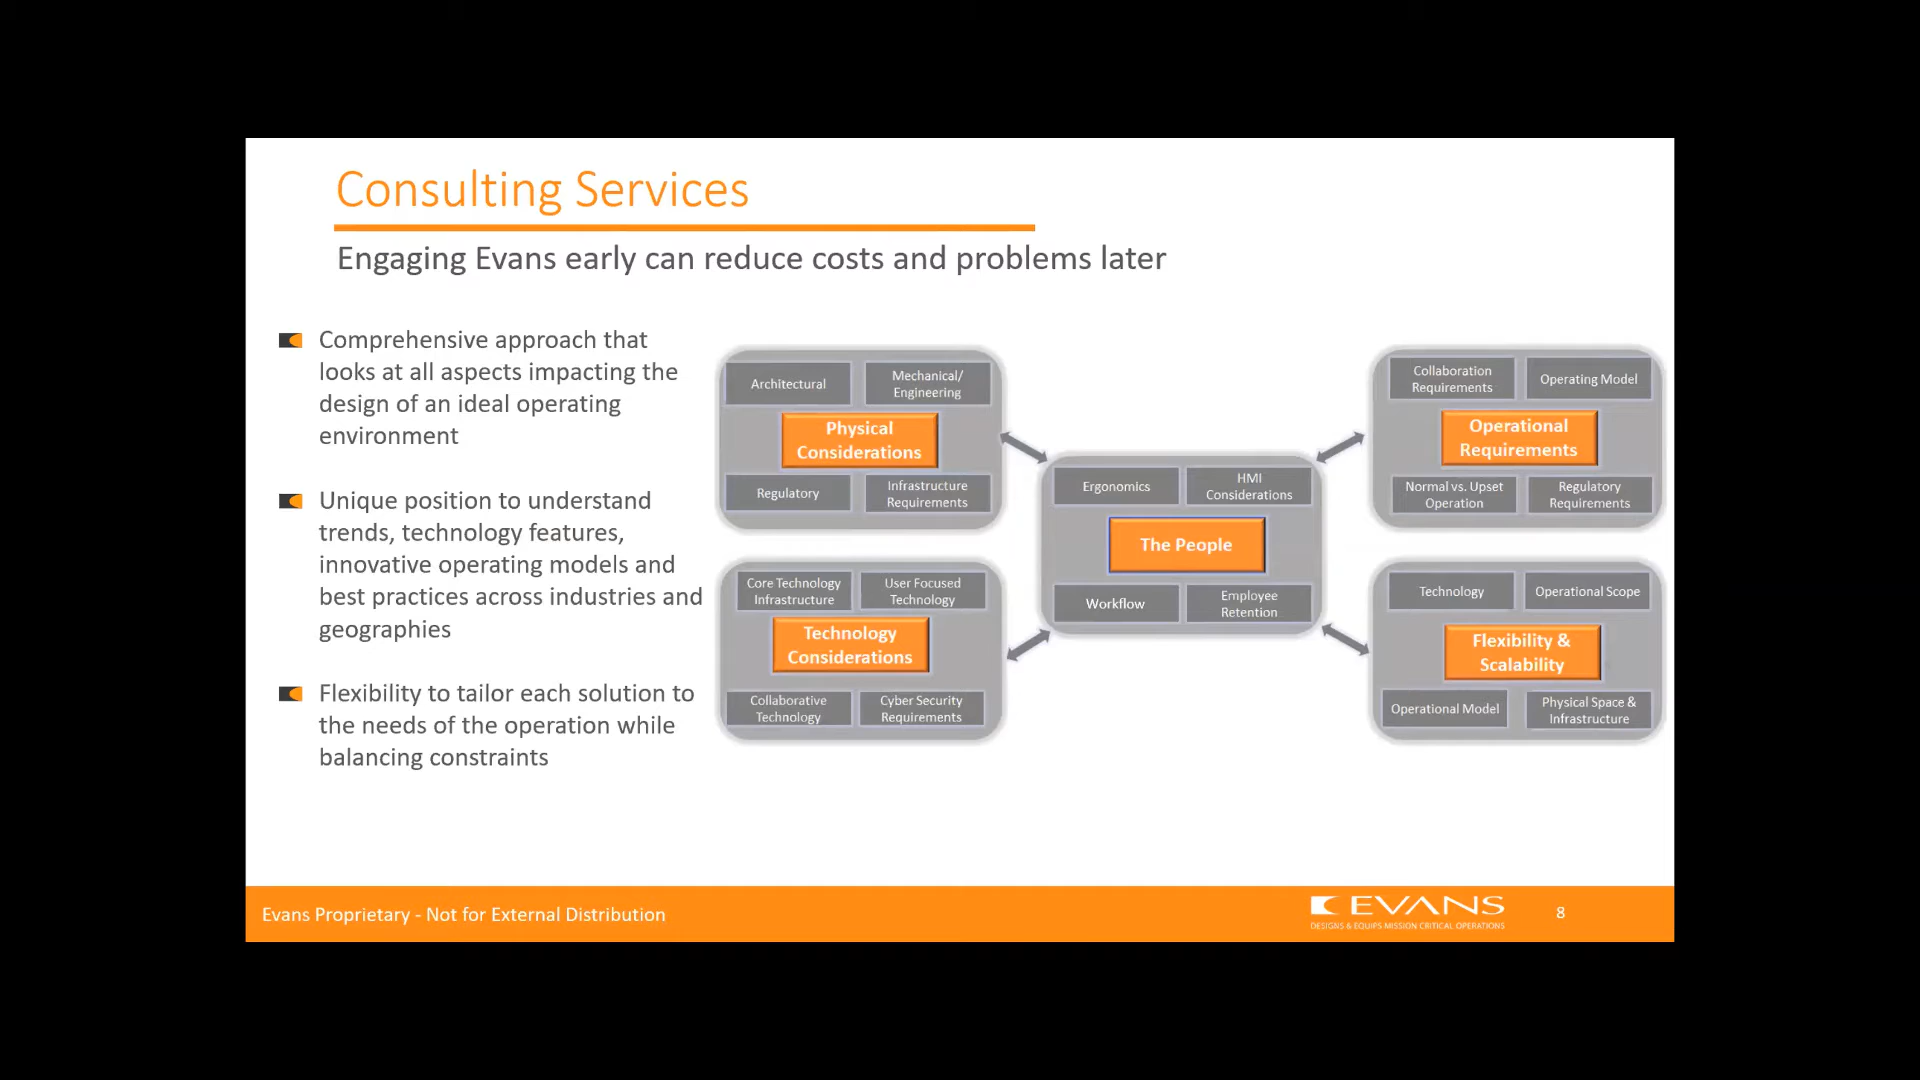 Consulting Services
Engaging Evans early can reduce costs and problems later
Comprehensive approach that
looks at all aspects impacting the
design of an ideal operating
environment
Unique position to understand
trends, technology features,
innovative operating models and
best practices across industries and
geographies
Flexibility to tailor each solution to
the needs of the operation while
balancing constraints
Architectural
Mechanical/
Engineering
Physical
Considerations
Regulatory
Infrastructure
Requirements
Core Technology
Infrastructure
User Focused
Technology
Technology
Considerations
Collaborative
Technology
Cyber Security
Requirements
Ergonomics
HMI
Considerations
The People
Workflow
Employee
Retention
Collaboration
Requirements
Operating Model
Operational
Requirements
Normal vs. Upset
Operation
Regulatory
Requirements
Technology
Operational Scope
Flexibility &
Scalability
Operational Model
Physical Space &
Infrastructure
Evans Proprietary - Not for External Distribution
EVANS
DESIGNS & EQUIPS MISSION CRITICAL OPERATIONS
8